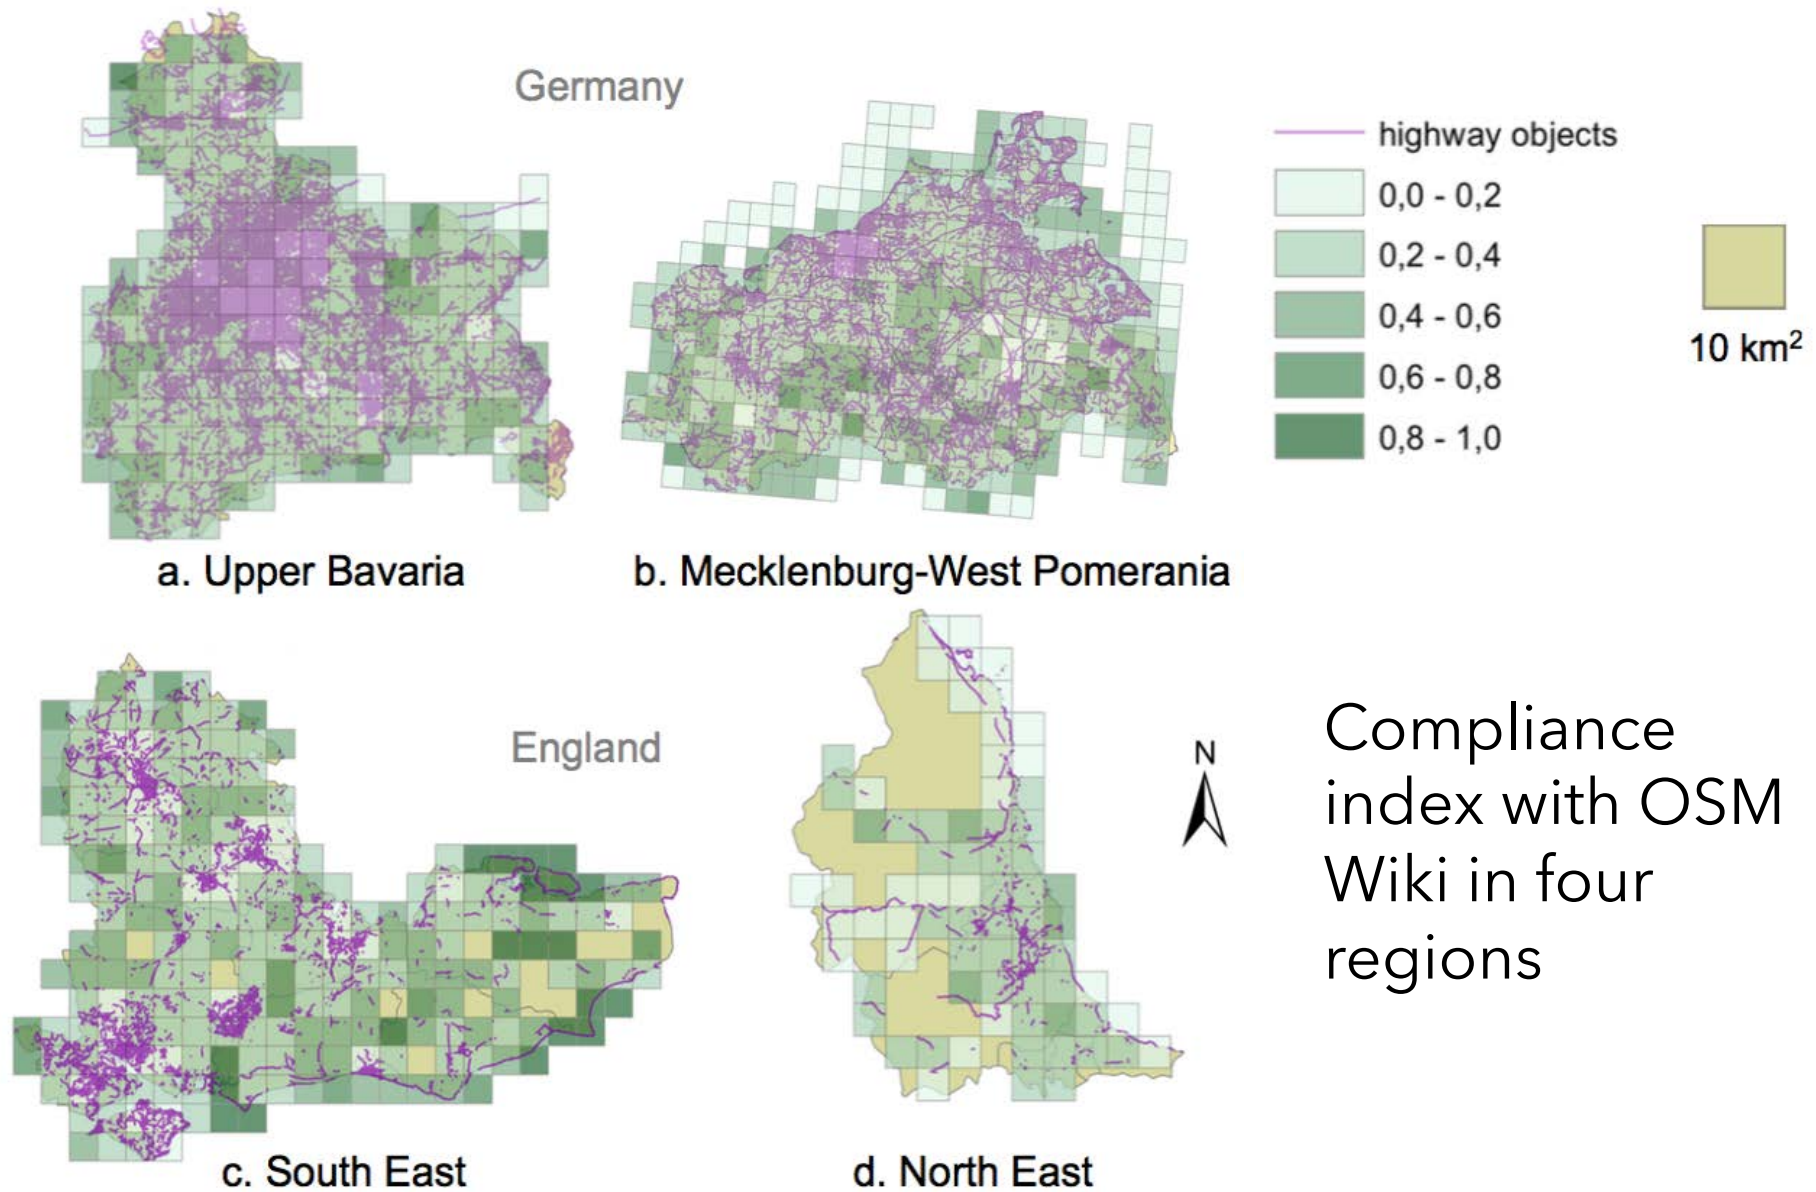 Germany
highway objects
0,0 - 0,2
0,2 - 0,4
0,4 - 0,6
0,6 - 0,8
0,8 - 1,0
10 km²
a. Upper Bavaria
b. Mecklenburg-West Pomerania
England
N
Compliance
index with OSM
Wiki in four
regions
c. South East
d. North East